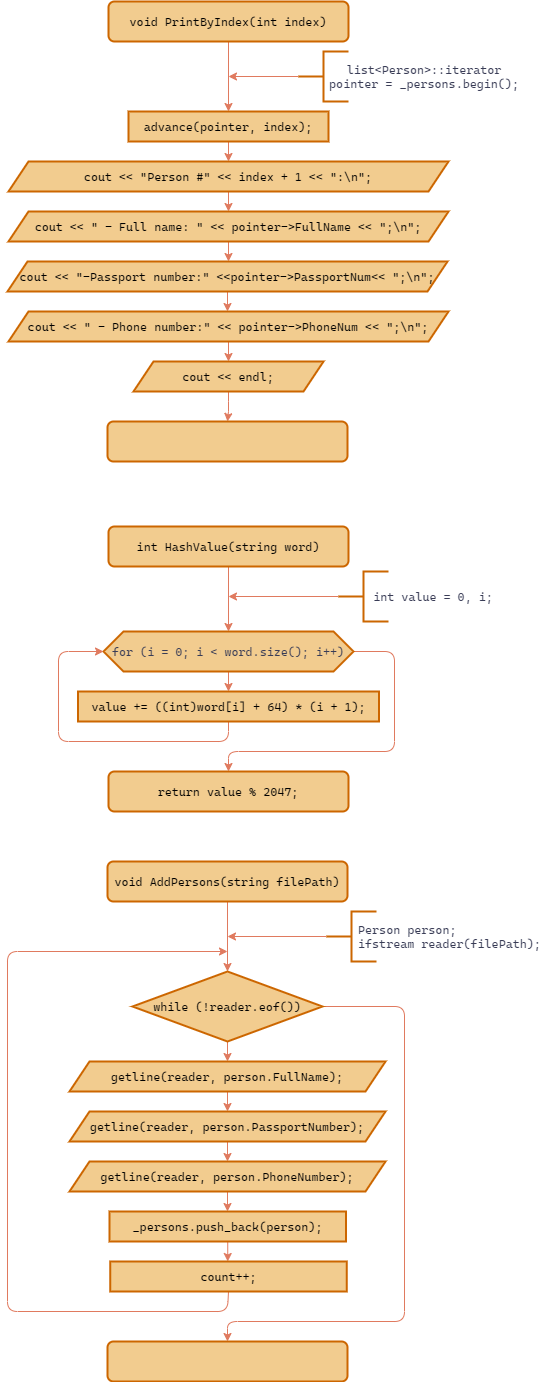 void PrintByIndex(int index)
list<Person>::iterator
pointer = _persons.begin();
advance(pointer, index);
cout << "Person #" << index + 1 << ":\n";
cout << " - Full name: " << pointer->FullName << ";\n";
cout << "-Passport number:" <<pointer->PassportNum<< ";\n";
cout << " - Phone number:" << pointer->PhoneNum << ";\n";
cout << endl;
int HashValue(string word)
int value = 0, i;
for (i = 0; i < word.size(); i++)
value += ((int)word[i] + 64) * (i + 1);
return value % 2047;
void AddPersons(string filePath)
Person person;
ifstream reader(filePath);
while (!reader.eof())
getline(reader, person.FullName);
getline(reader, person.PassportNumber);
getline(reader, person.PhoneNumber);
_persons.push_back(person);
count++;